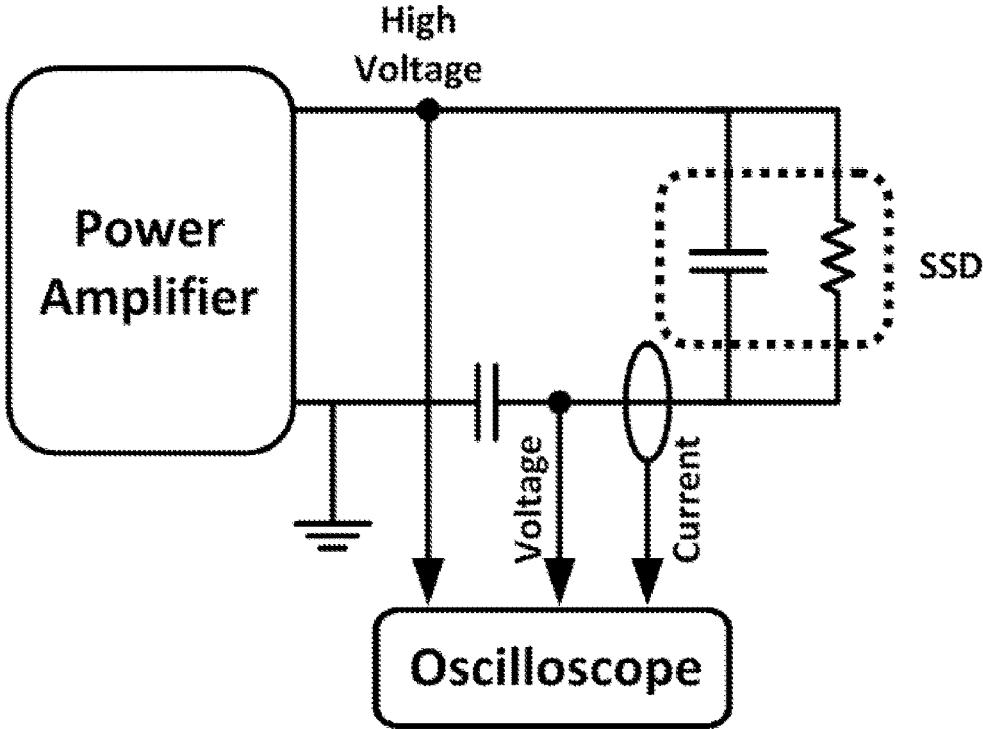 High
Voltage
Power
Amplifier
SSD
Voltage
Current
Oscilloscope